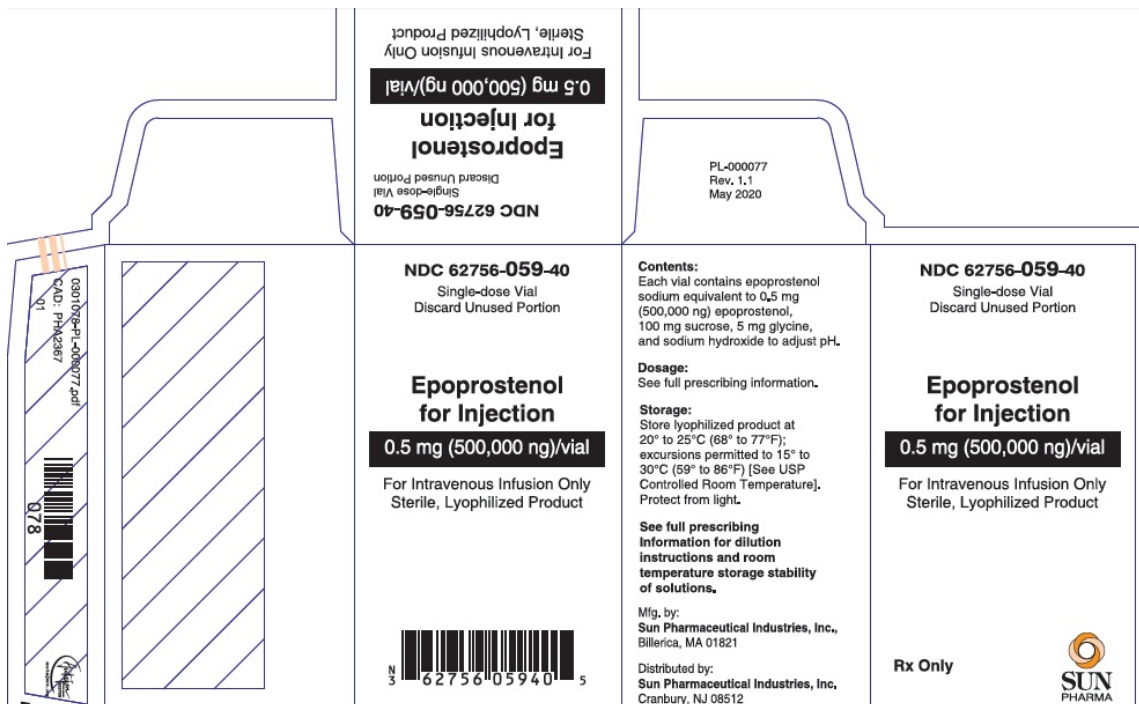 NDC 62756-059-40
Single-dose Vial
Discard Unused Portion
Epoprostenol
for Injection
0.5 mg (500,000 ng)/vial
For Intravenous Infusion Only
Sterile, Lyophilized Product
PL-000077
Rev. 1.1
May 2020
0301078-PL-000077.pdf
CAD: PHA2367
01
078
NDC 62756-059-40
Single-dose Vial
Discard Unused Portion
Epoprostenol
for Injection
0.5 mg (500,000 ng)/vial
For Intravenous Infusion Only
Sterile, Lyophilized Product
N
3 62756 05940 5
Contents:
Each vial contains epoprostenol
sodium equivalent to 0.5 mg
(500,000 ng) epoprostenol,
100 mg sucrose, 5 mg glycine,
and sodium hydroxide to adjust pH.
Dosage:
See full prescribing information.
Storage:
Store lyophilized product at
20° to 25°C (68° to 77°F);
excursions permitted to 15° to
30°C (59° to 86°F) [See USP
Controlled Room Temperature].
Protect from light.
See full prescribing
Information for dilution
instructions and room
temperature storage stability
of solutions.
Mfg. by:
Sun Pharmaceutical Industries, Inc.,
Billerica, MA 01821
Distributed by:
Sun Pharmaceutical Industries, Inc.
Cranbury, NJ 08512
NDC 62756-059-40
Single-dose Vial
Discard Unused Portion
Epoprostenol
for Injection
0.5 mg (500,000 ng)/vial
For Intravenous Infusion Only
Sterile, Lyophilized Product
Rx Only
SUN
PHARMA